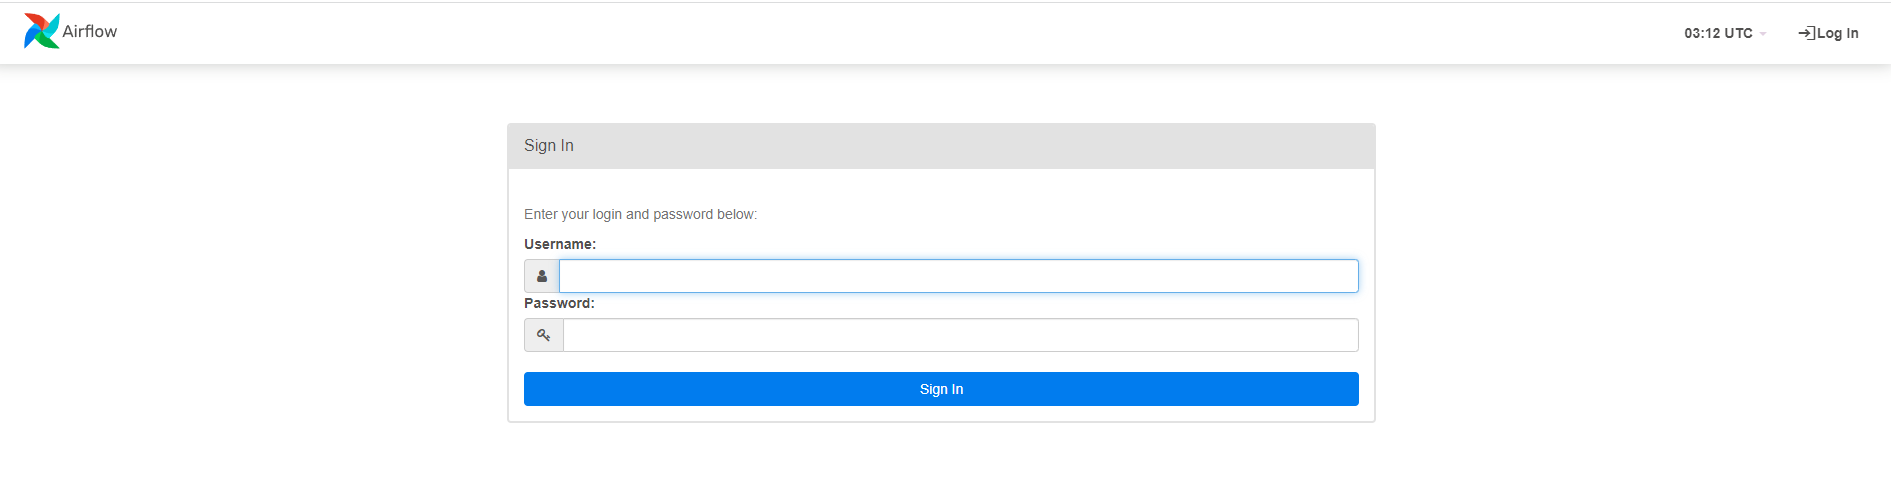 Airflow
03:12 UTC
Log In
Sign In
Enter your login and password below:
Username:
Password:
Sign In